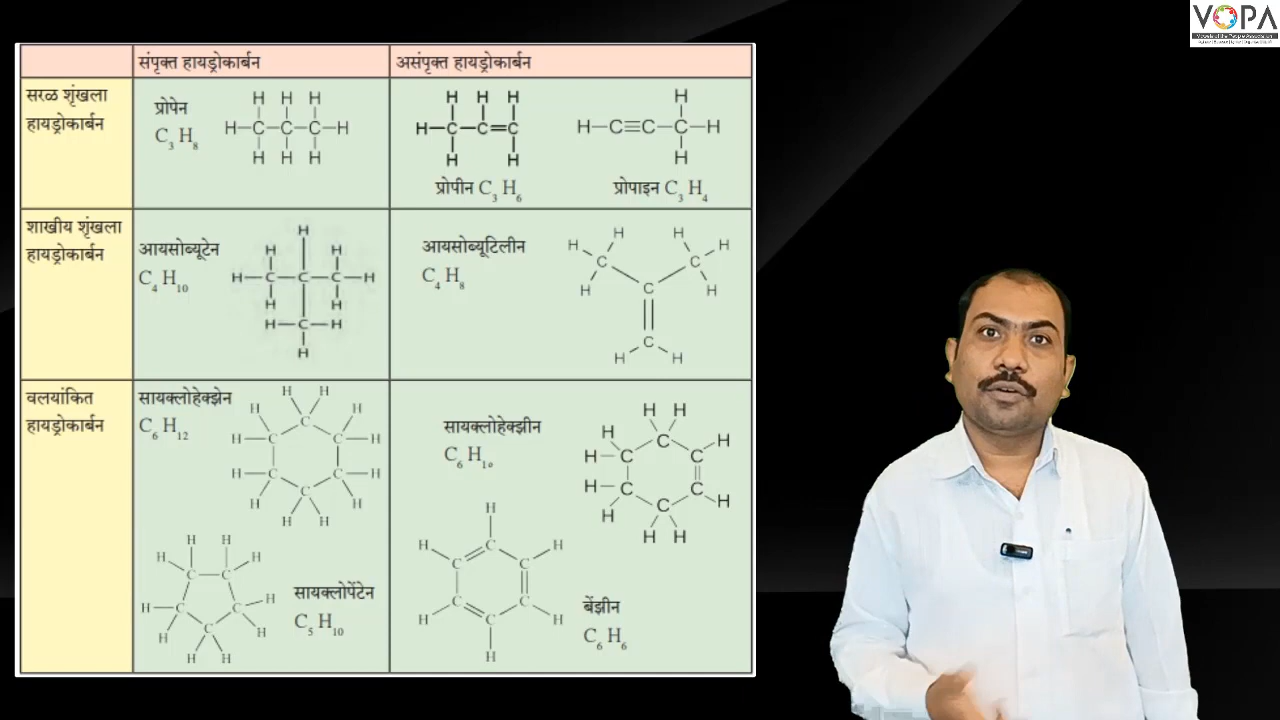 VOPA
संपृक्त हायड्रोकार्बन
असंपृक्त हायड्रोकार्बन
सरळ शृंखला
हायड्रोकार्बन
प्रोपेन
C3H8
H H H
H—C—C—C—H
H H H
H H H
H—C—C=C
H H
प्रोपीन C3H6
H
H—C≡C—C—H
H
प्रोपाइन C3H4
शाखीय शृंखला
हायड्रोकार्बन
आयसोब्यूटेन
C4H10
H
H H
H—C—C—C—H
H H
H—C—H
H
आयसोब्यूटिलीन
C4H8
H H H H
C C
H C H
C
H H
वलयांकित
हायड्रोकार्बन
सायक्लोहेक्झेन
C6H12
H H
H C H
H C C H
H C C H
H C H
H H
सायक्लोपेंटेन
C5H10
H H
H C C H
H C C H
H C H
H H
सायक्लोहेक्झीन
C6H10
H H
H C H
H C C
H C C
H C H
H H
बेंझीन
C6H6
H
H C H
C C
C C
H C H
H